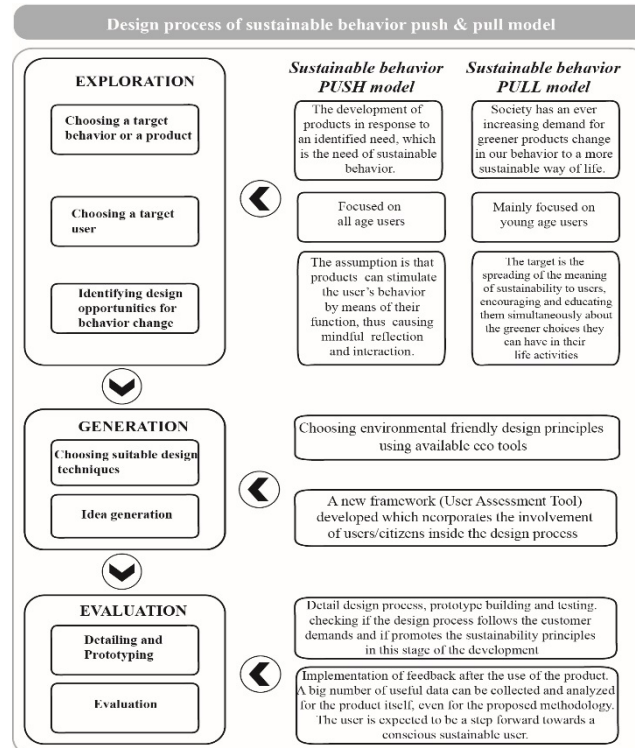 Design process of sustainable behavior push & pull model
EXPLORATION
Choosing a target
behavior or a product
Choosing a target
user
Identifying design
opportunities for
behavior change
Sustainable behavior
PUSH model
The development of
products in response to
an identified need, which
is the need of sustainable
behavior.
Focused on
all age users
The assumption is that
products can stimulate
the user's behavior
by means of their
function, thus causing
mindful reflection
and interaction.
Sustainable behavior
PULL model
Society has an ever
increasing demand for
greener products change
in our behavior to a more
sustainable way of life.
Mainly focused on
young age users
The target is the
spreading of the meaning
of sustainability to users,
encouraging and educating
them simultaneously about
the greener choices they
can have in their
life activities
GENERATION
Choosing suitable design
techniques
Idea generation
Choosing environmental friendly design principles
using available eco tools
A new framework (User Assessment Tool)
developed which ncorporates the involvement
of users/citizens inside the design process
EVALUATION
Detailing and
Prototyping
Evaluation
Detail design process, prototype building and testing.
checking if the design process follows the customer
demands and if promotes the sustainability principles
in this stage of the development
Implementation of feedback after the use of the product.
A big number of useful data can be collected and analyzed
for the product itself, even for the proposed methodology.
The user is expected to be a step forward towards a
conscious sustainable user.